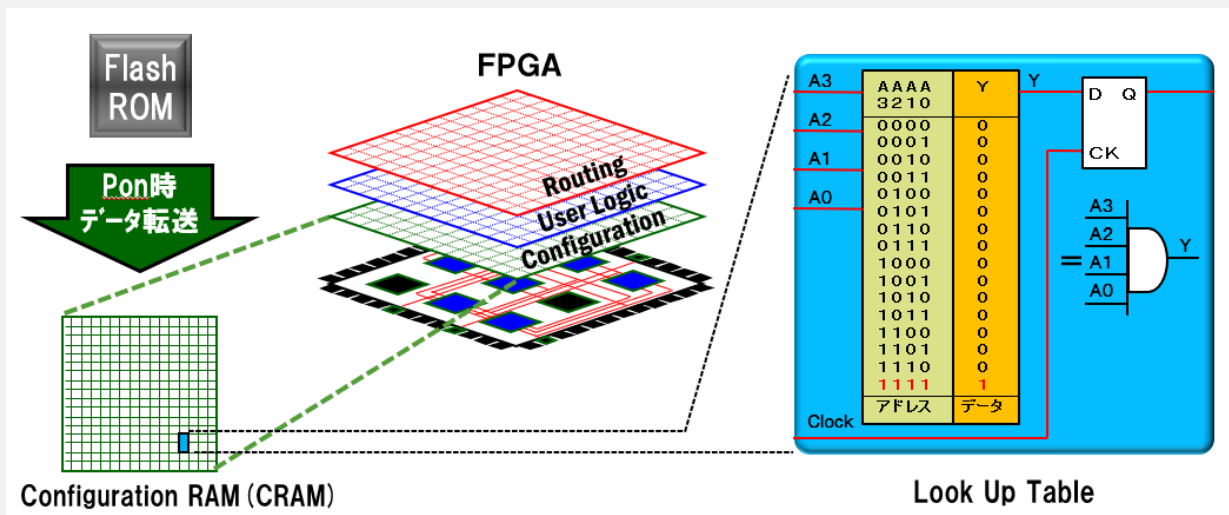 Flash
ROM
Pon時
データ転送
Configuration RAM (CRAM)
FPGA
Routing
User Logic
Configuration
A3
A2
A1
A0
Clock
AAAA Y
3210
0000 0
0001 0
0010 0
0011 0
0100 0
0101 0
0110 0
0111 0
1000 0
1001 0
1010 0
1011 0
1100 0
1101 0
1110 0
1111 1
アドレス データ
Y
D Q
CK
A3
A2
A1
A0
=
Y
Look Up Table